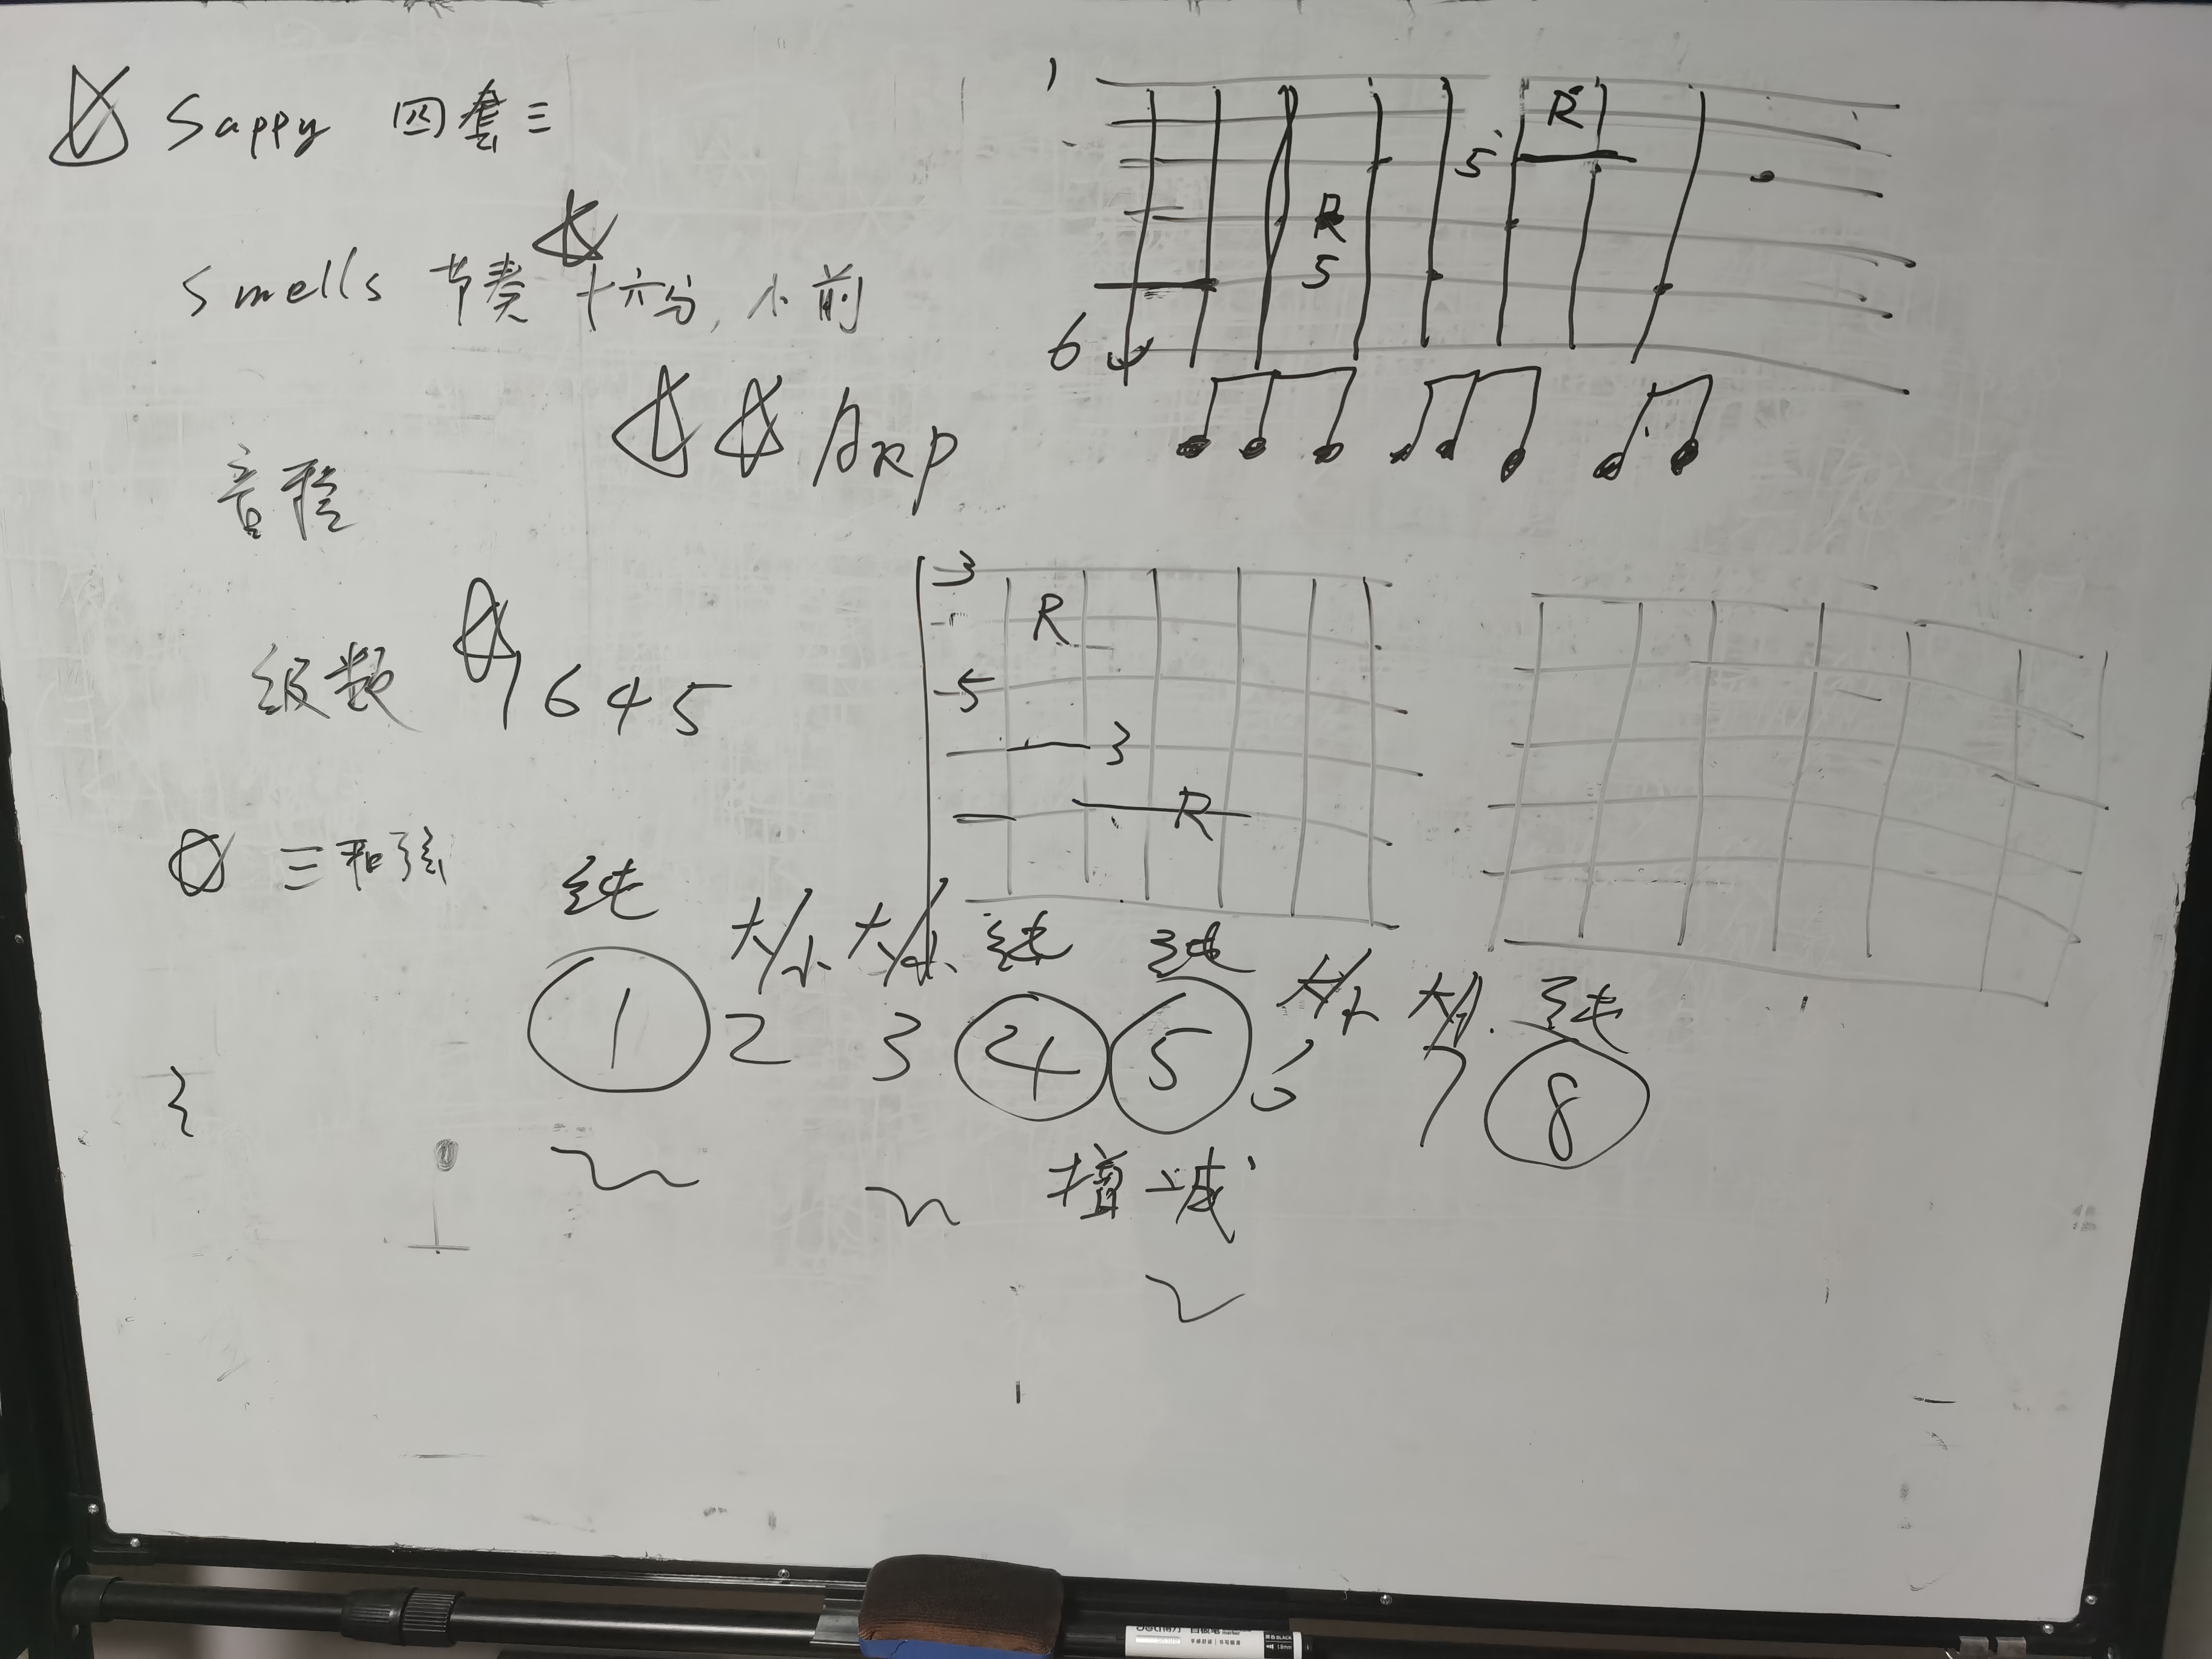 Sappy 四套三
smells 节奏 十六分, 小前
Arp
音程
级数 1645
三和弦
1
R
5
R
5
6
3
R
5
3
R
纯 大/小 大/小 纯 纯 大/小 大/小 纯
1 2 3 4 5 6 7 8
增 减